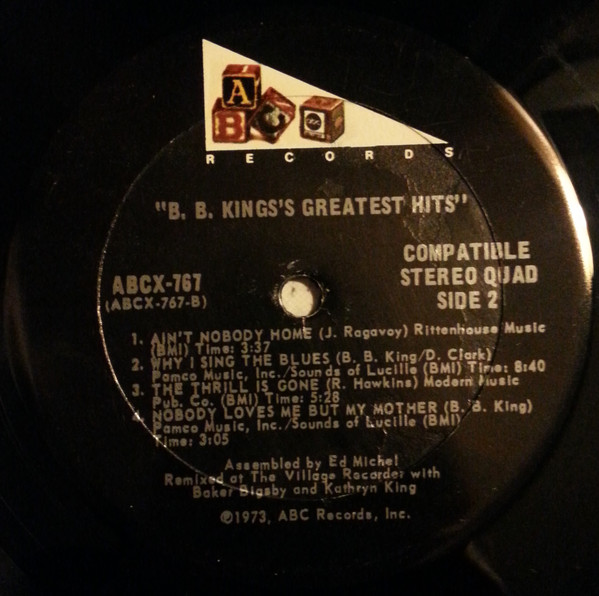 A
B C abc
RECORDS
"B. B. KINGS'S GREATEST HITS"
ABCX-767
(ABCX-767-B)
COMPATIBLE
STEREO QUAD
SIDE 2
1. AIN'T NOBODY HOME (J. Ragavoy) Rittenhouse Music
(BMI) Time: 3:37
2. WHY I SING THE BLUES (B. B. King/D. Clark)
Pamco Music, Inc./Sounds of Lucille (BMI) Time: 8:40
3. THE THRILL IS GONE (R. Hawkins) Modern Music
Pub. Co. (BMI) Time: 5:28
4. NOBODY LOVES ME BUT MY MOTHER (B. B. King)
Pamco Music, Inc./Sounds of Lucille (BMI)
Time: 3:05
Assembled by Ed Michel
Remixed at The Village Recorder with
Baker Bigsby and Kathryn King
℗1973, ABC Records, Inc.